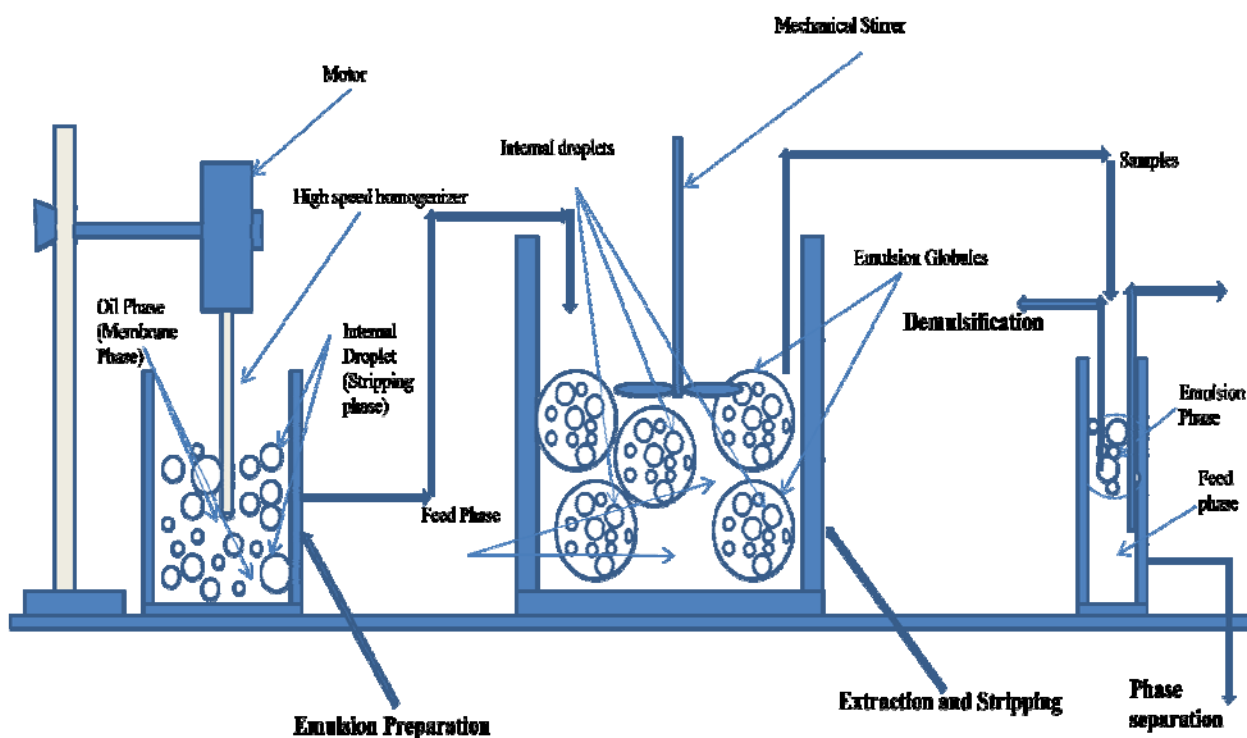 Mechanical Stirrer
Motor
Internal droplets
Samples
High speed homogenizer
Emulsion Globules
Oil Phase
(Membrane
Phase)
Internal
Droplet
(Stripping
phase)
Demulsification
Emulsion
Phase
Feed Phase
Feed
phase
Extraction and Stripping
Phase
separation
Emulsion Preparation